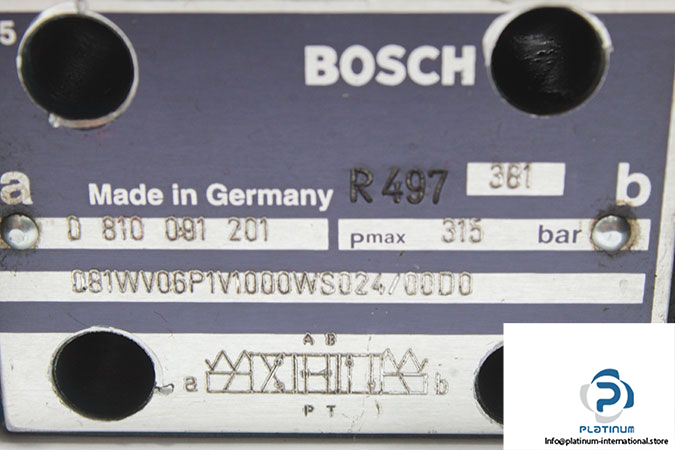 5
BOSCH
a
Made in Germany R 497 381
b
0 810 091 201
pmax 315 bar
081WV06P1V1000WS024/00D0
A B
a b
P T
PLATINUM
Info@platinum-international.store